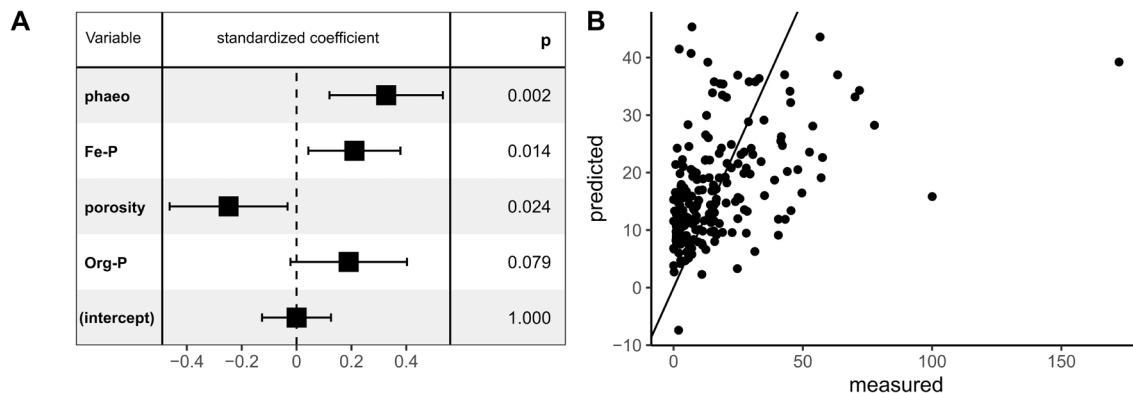 A
Variable standardized coefficient p
phaeo 0.002
Fe-P 0.014
porosity 0.024
Org-P 0.079
(intercept) 1.000
−0.4 −0.2 0 0.2 0.4
B
predicted
40
30
20
10
0
−10
0 50 100 150
measured